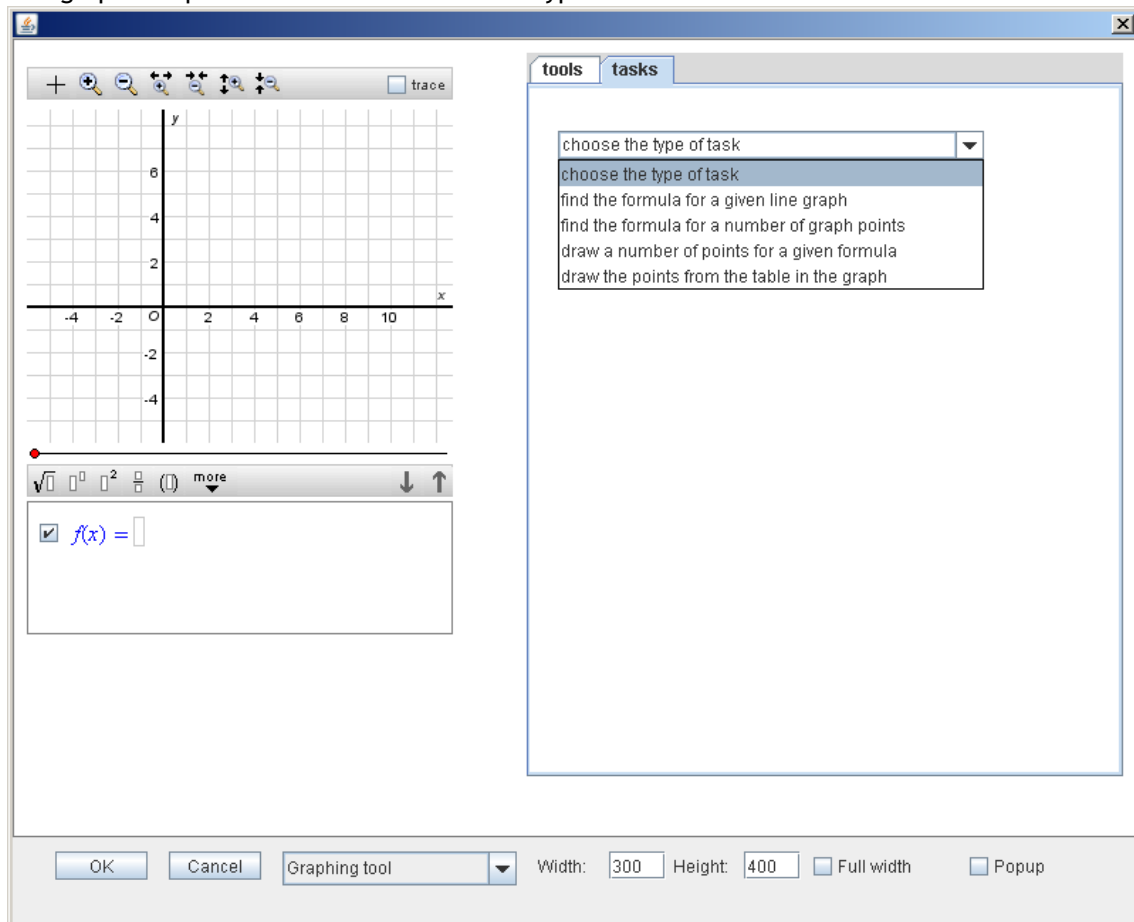 tools tasks
trace
y
6
4
2
x
-4 -2 O 2 4 6 8 10
-2
-4
choose the type of task
choose the type of task
find the formula for a given line graph
find the formula for a number of graph points
draw a number of points for a given formula
draw the points from the table in the graph
√▯ ▯▯ ▯² ▯/▯ (▯) more
f(x) =
OK Cancel Graphing tool Width: 300 Height: 400 Full width Popup